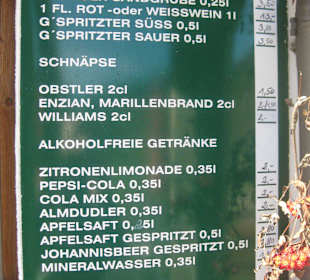 1 FL. ROT -oder WEISSWEIN 1l
G´SPRITZTER SÜSS 0,5l
G´SPRITZTER SAUER 0,5l
SCHNÄPSE
OBSTLER 2cl
ENZIAN, MARILLENBRAND 2cl
WILLIAMS 2cl
ALKOHOLFREIE GETRÄNKE
ZITRONENLIMONADE 0,35l
PEPSI-COLA 0,35l
COLA MIX 0,35l
ALMDUDLER 0,35l
APFELSAFT
APFELSAFT GESPRITZT 0,5l
JOHANNISBEER GESPRITZT 0,5l
MINERALWASSER 0,35l